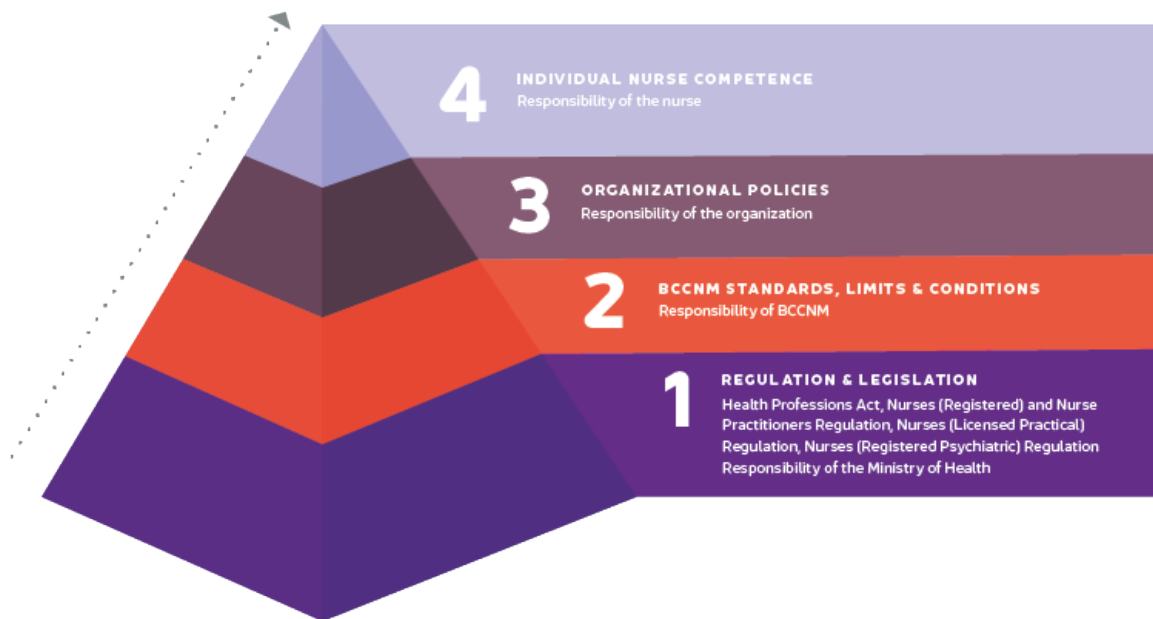 4
INDIVIDUAL NURSE COMPETENCE
Responsibility of the nurse
3
ORGANIZATIONAL POLICIES
Responsibility of the organization
2
BCCNM STANDARDS, LIMITS & CONDITIONS
Responsibility of BCCNM
1
REGULATION & LEGISLATION
Health Professions Act, Nurses (Registered) and Nurse
Practitioners Regulation, Nurses (Licensed Practical)
Regulation, Nurses (Registered Psychiatric) Regulation
Responsibility of the Ministry of Health